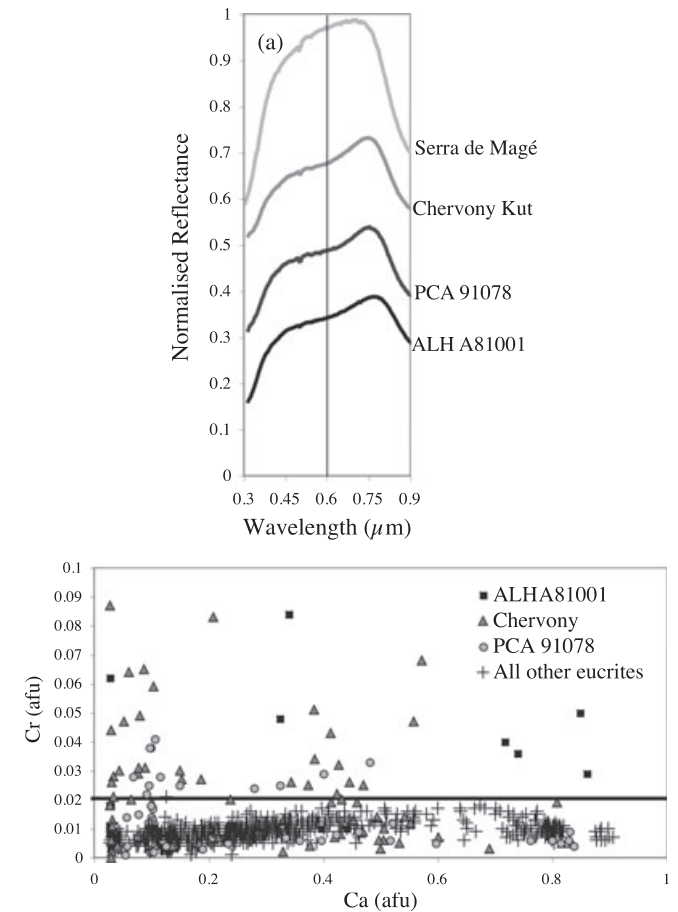 (a)
1
0.9
0.8
0.7
0.6
0.5
0.4
0.3
0.2
0.1
0
Normalised Reflectance
Serra de Magé
Chervony Kut
PCA 91078
ALH A81001
0.3 0.45 0.6 0.75 0.9
Wavelength (µm)
0.1
0.09
0.08
0.07
0.06
0.05
0.04
0.03
0.02
0.01
0
Cr (afu)
ALHA81001
Chervony
PCA 91078
All other eucrites
0 0.2 0.4 0.6 0.8 1
Ca (afu)